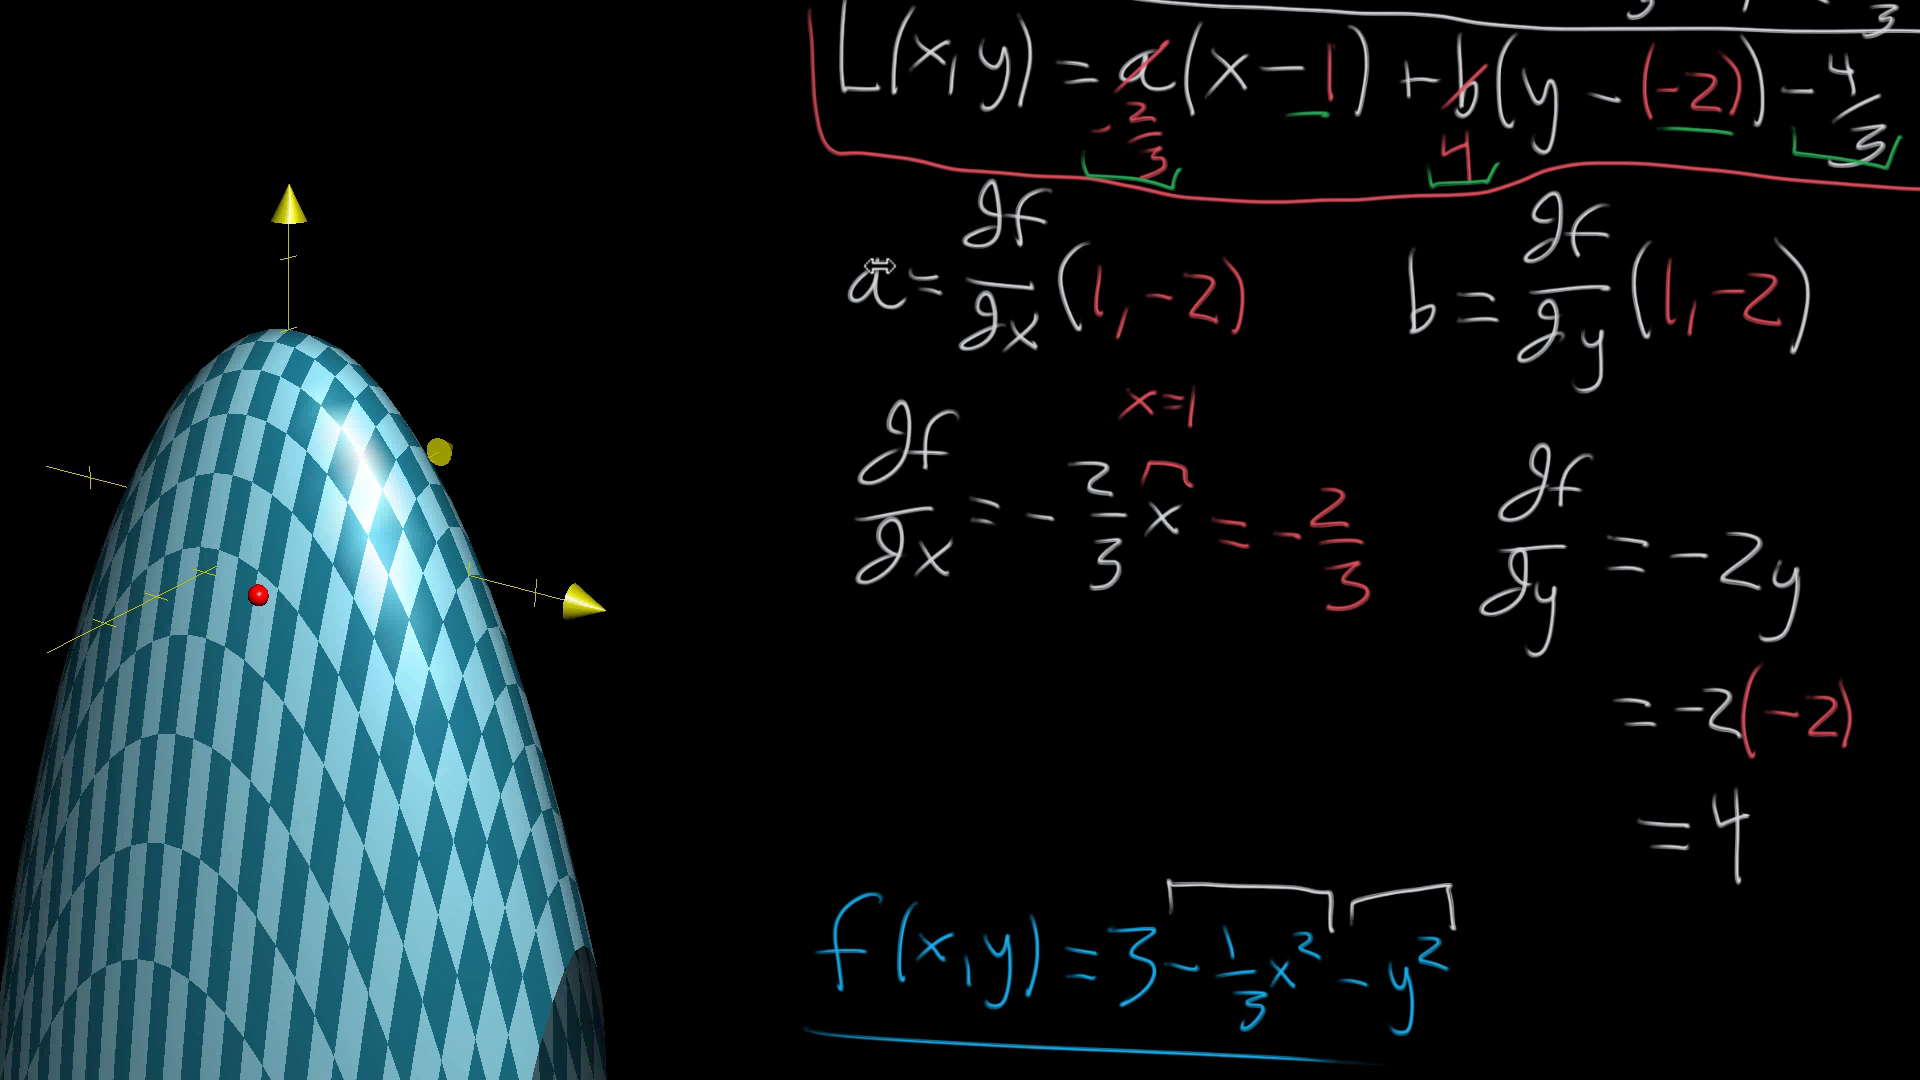 L(x,y) = a(x-1) + b(y-(-2)) - 4/3
-2/3 4
a = ∂f/∂x (1,-2) b = ∂f/∂y (1,-2)
x=1
∂f/∂x = -2/3 x = -2/3 ∂f/∂y = -2y
= -2(-2)
= 4
f(x,y) = 3 - 1/3 x² - y²